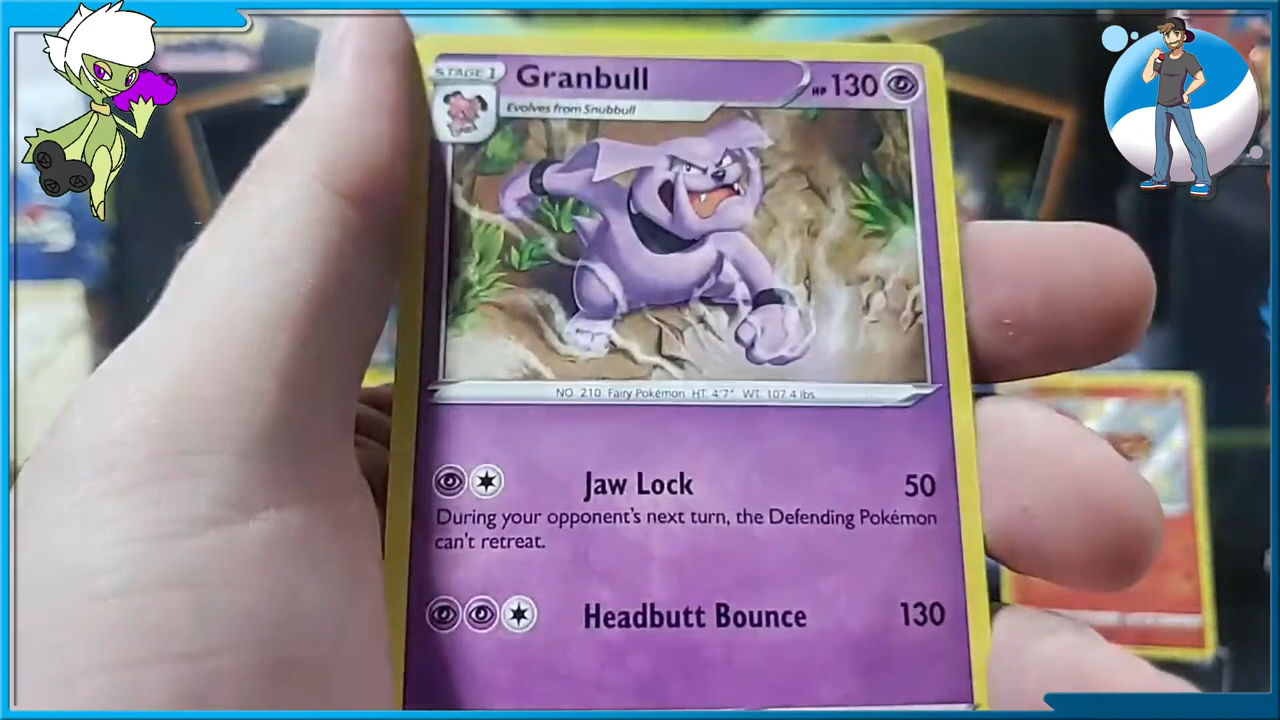 STAGE 1
Granbull
HP 130
Evolves from Snubbull
NO. 210 Fairy Pokémon HT. 4'7" WT. 107.4 lbs.
Jaw Lock 50
During your opponent's next turn, the Defending Pokémon
can't retreat.
Headbutt Bounce 130